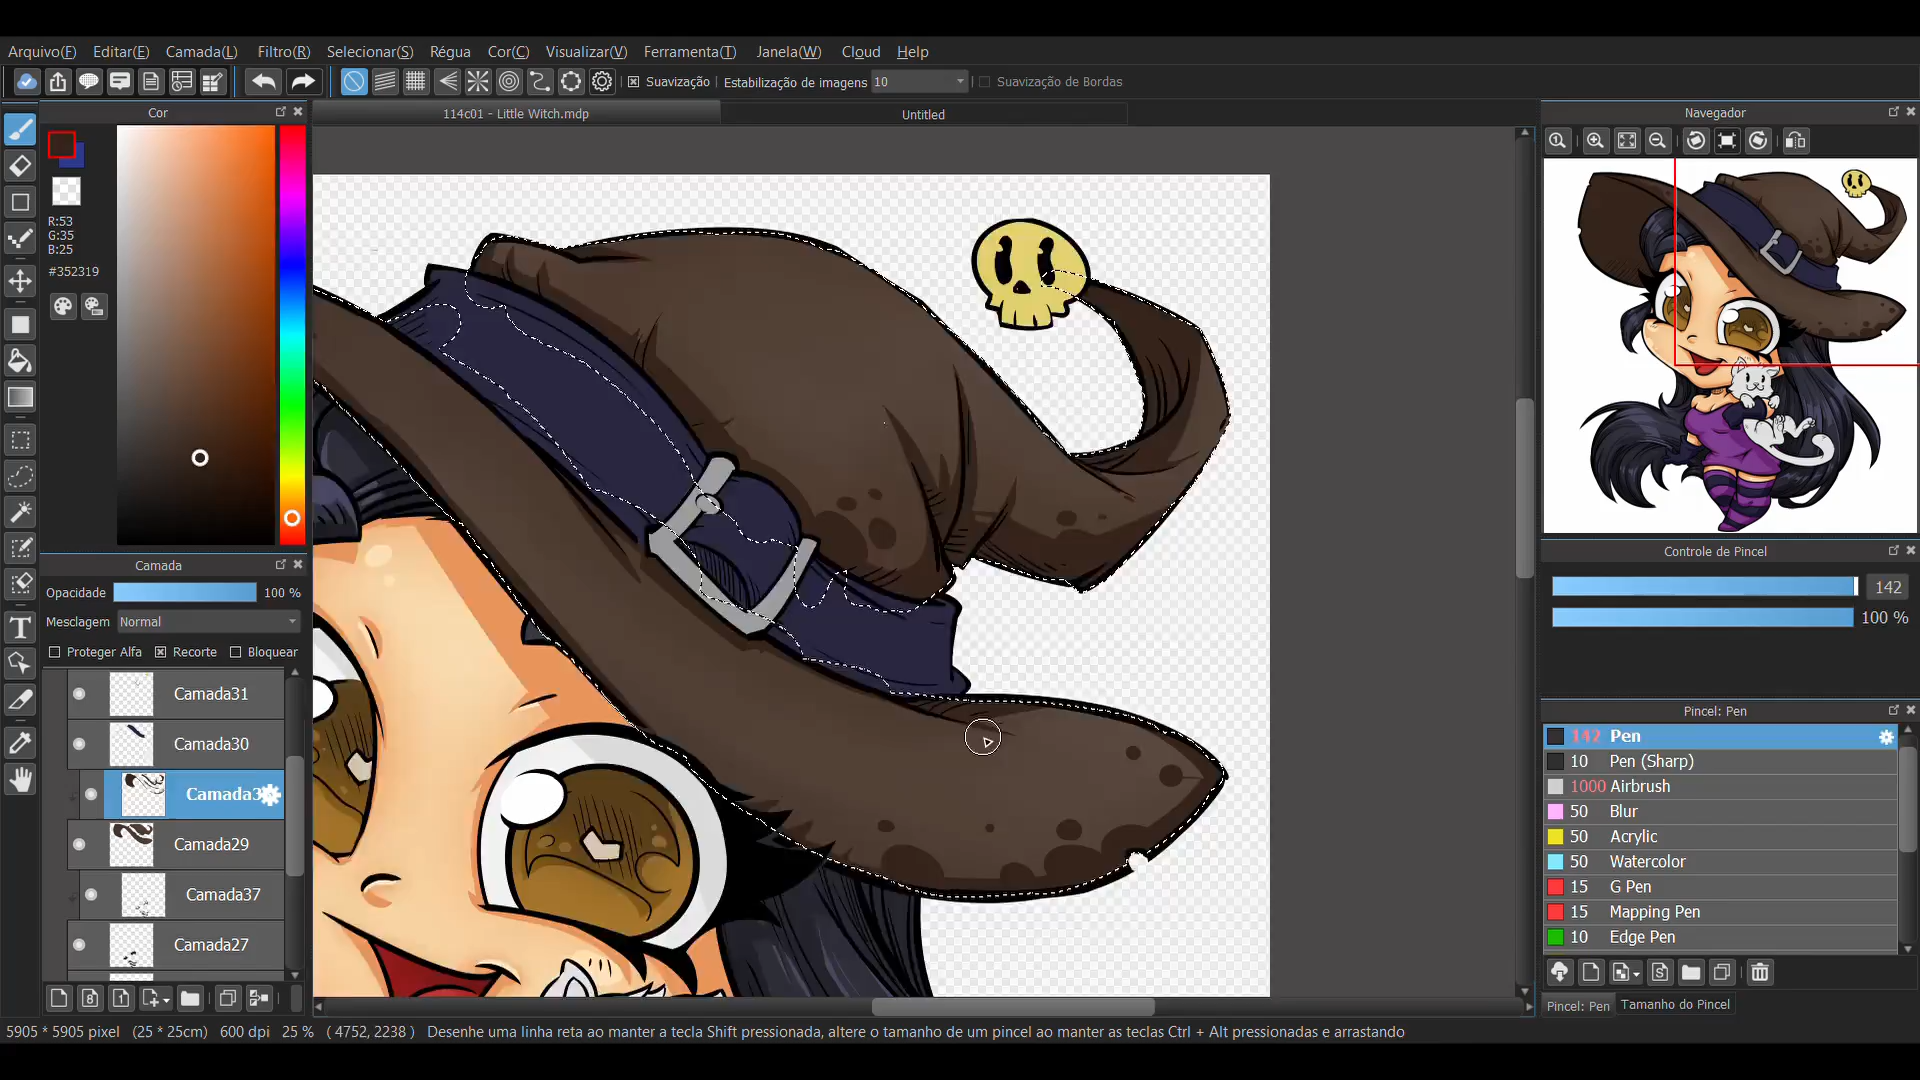 Arquivo(F) Editar(E) Camada(L) Filtro(R) Selecionar(S) Régua Cor(C) Visualizar(V) Ferramenta(T) Janela(W) Cloud Help
Suavização Estabilização de imagens 10 Suavização de Bordas
Cor
114c01 - Little Witch.mdp
Untitled
Navegador
R:53
G:35
B:25
#352319
Camada
Opacidade 100 %
Mesclagem Normal
Proteger Alfa Recorte Bloquear
Camada31
Camada30
Camada3
Camada29
Camada37
Camada27
Controle de Pincel
142
100 %
Pincel: Pen
142 Pen
10 Pen (Sharp)
1000 Airbrush
50 Blur
50 Acrylic
50 Watercolor
15 G Pen
15 Mapping Pen
10 Edge Pen
Pincel: Pen Tamanho do Pincel
5905 * 5905 pixel (25 * 25cm) 600 dpi 25 % ( 4752, 2238 ) Desenhe uma linha reta ao manter a tecla Shift pressionada, altere o tamanho de um pincel ao manter as teclas Ctrl + Alt pressionadas e arrastando